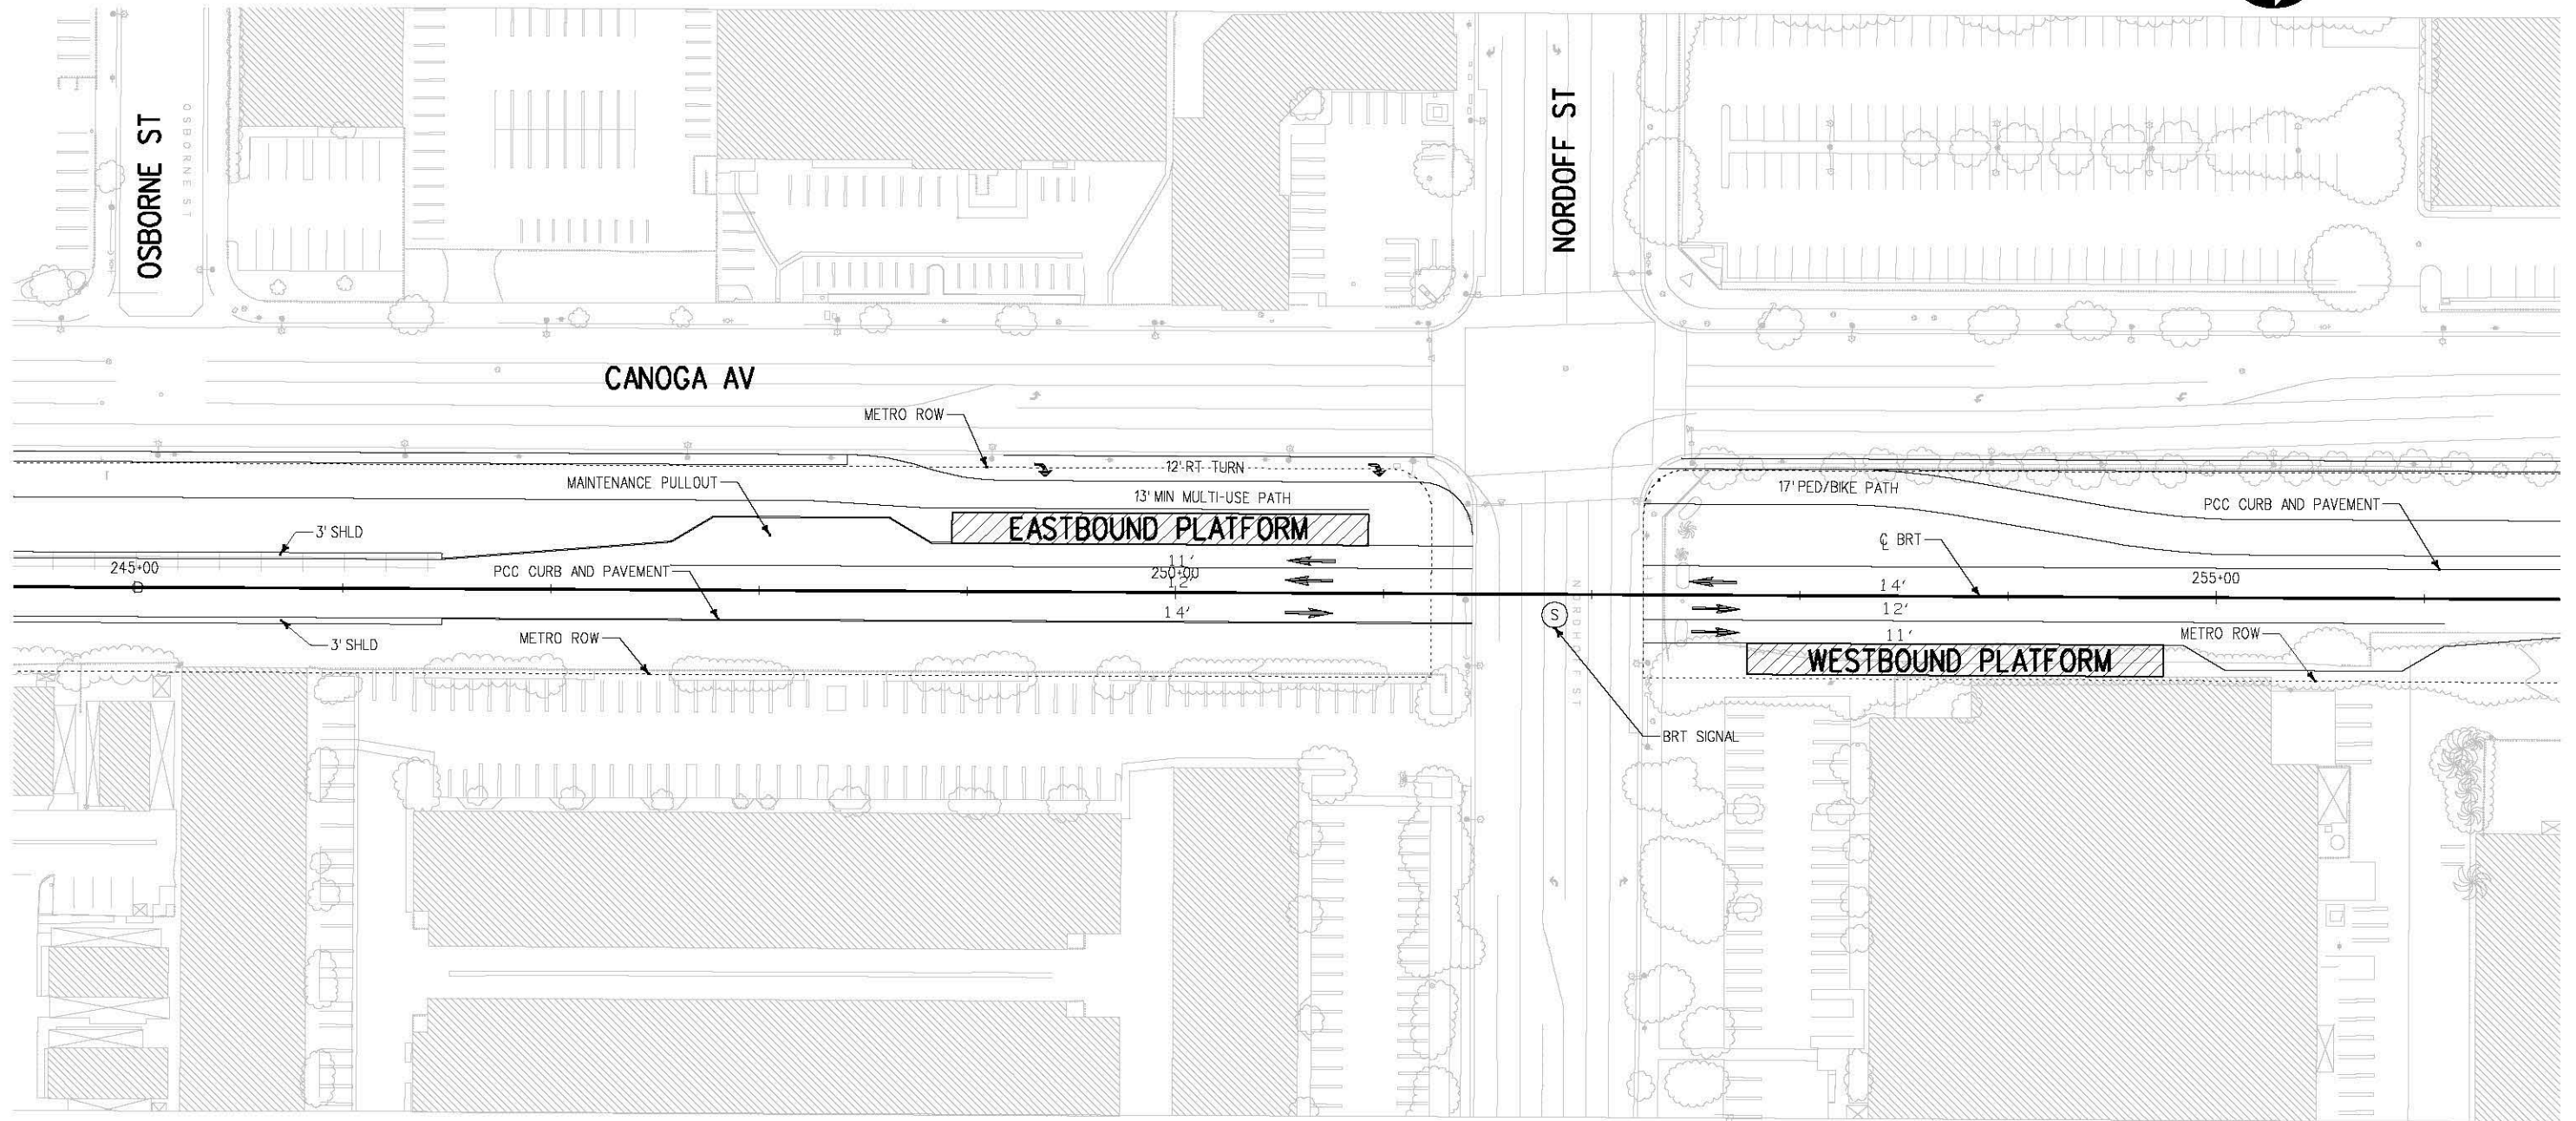 OSBORNE ST
OSBORNE ST
NORDOFF ST
CANOGA AV
METRO ROW
12' RT TURN
MAINTENANCE PULLOUT
13' MIN MULTI-USE PATH
17' PED/BIKE PATH
PCC CURB AND PAVEMENT
3' SHLD
EASTBOUND PLATFORM
℄ BRT
245+00
PCC CURB AND PAVEMENT
11'
250+00
12'
14'
14'
12'
255+00
S
NORDHOFF ST
3' SHLD
METRO ROW
11'
METRO ROW
WESTBOUND PLATFORM
BRT SIGNAL